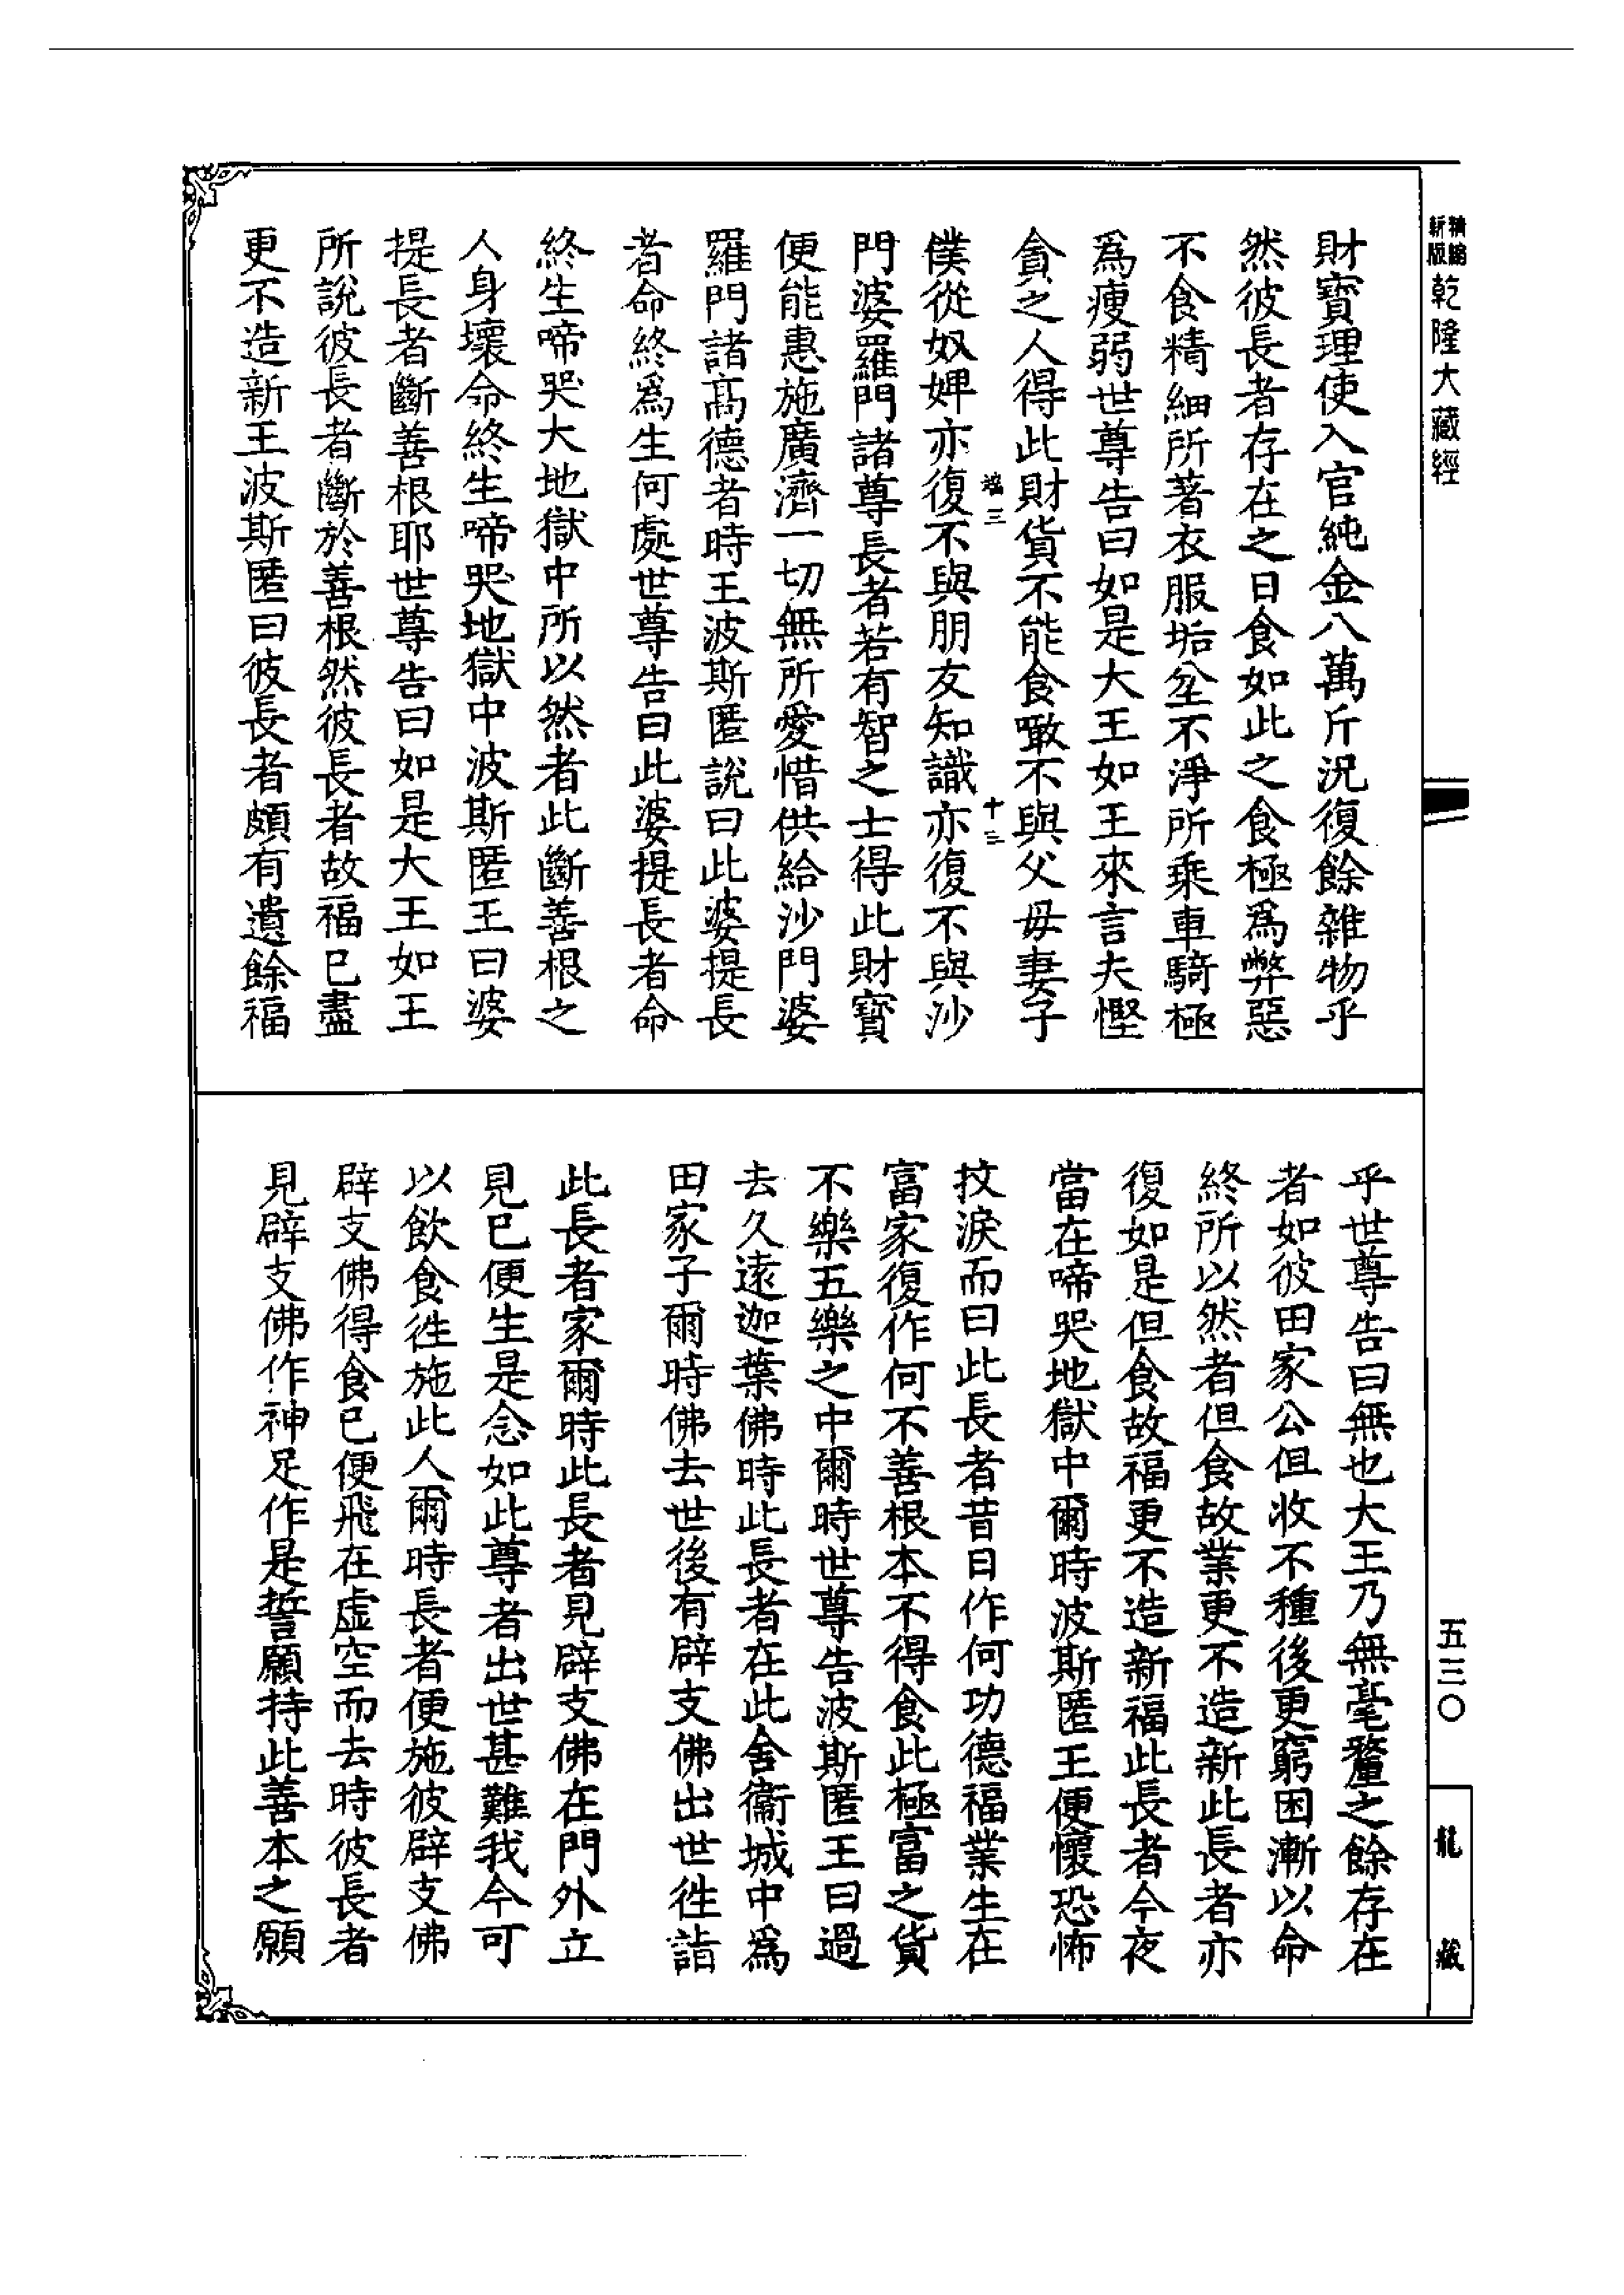 新版精編乾隆大藏經
財寶理使入官純金八萬斤況復餘雜物乎
然彼長者存在之日食如此之食極爲弊惡
不食精細所著衣服垢坌不淨所乗車騎極
爲瘦弱世尊告曰如是大王如王來言夫慳
貪之人得此財貨不能食噉不與父母妻子
端三
十三
僕從奴婢亦復不與朋友知識亦復不與沙
門婆羅門諸尊長者若有智之士得此財寳
便能惠施廣濟一切無所愛惜供給沙門婆
羅門諸髙德者時王波斯匿説曰此婆提長
者命終爲生何處世尊告曰此婆提長者命
終生啼哭大地獄中所以然者此斷善根之
人身壞命終生啼哭地獄中波斯匿王曰婆
提長者斷善根耶世尊告曰如是大王如王
所説彼長者斷於善根然彼長者故福已盡
更不造新王波斯匿曰彼長者頗有遺餘福
五三〇
龍藏
乎世尊告曰無也大王乃無毫釐之餘存在
者如彼田家公但收不種後更窮困漸以命
終所以然者但食故業更不造新此長者亦
復如是但食故福更不造新福此長者今夜
當在啼哭地獄中爾時波斯匿王便懷恐怖
抆淚而曰此長者昔日作何功德福業生在
富家復作何不善根本不得食此極富之貨
不樂五樂之中爾時世尊告波斯匿王曰過
去久遠迦葉佛時此長者在此舍衞城中爲
田家子爾時佛去世後有辟支佛出世徃詣
此長者家爾時此長者見辟支佛在門外立
見已便生是念如此尊者出世甚難我今可
以飲食徃施此人爾時長者便施彼辟支佛
辟支佛得食已便飛在虛空而去時彼長者
見辟支佛作神足作是誓願持此善本之願